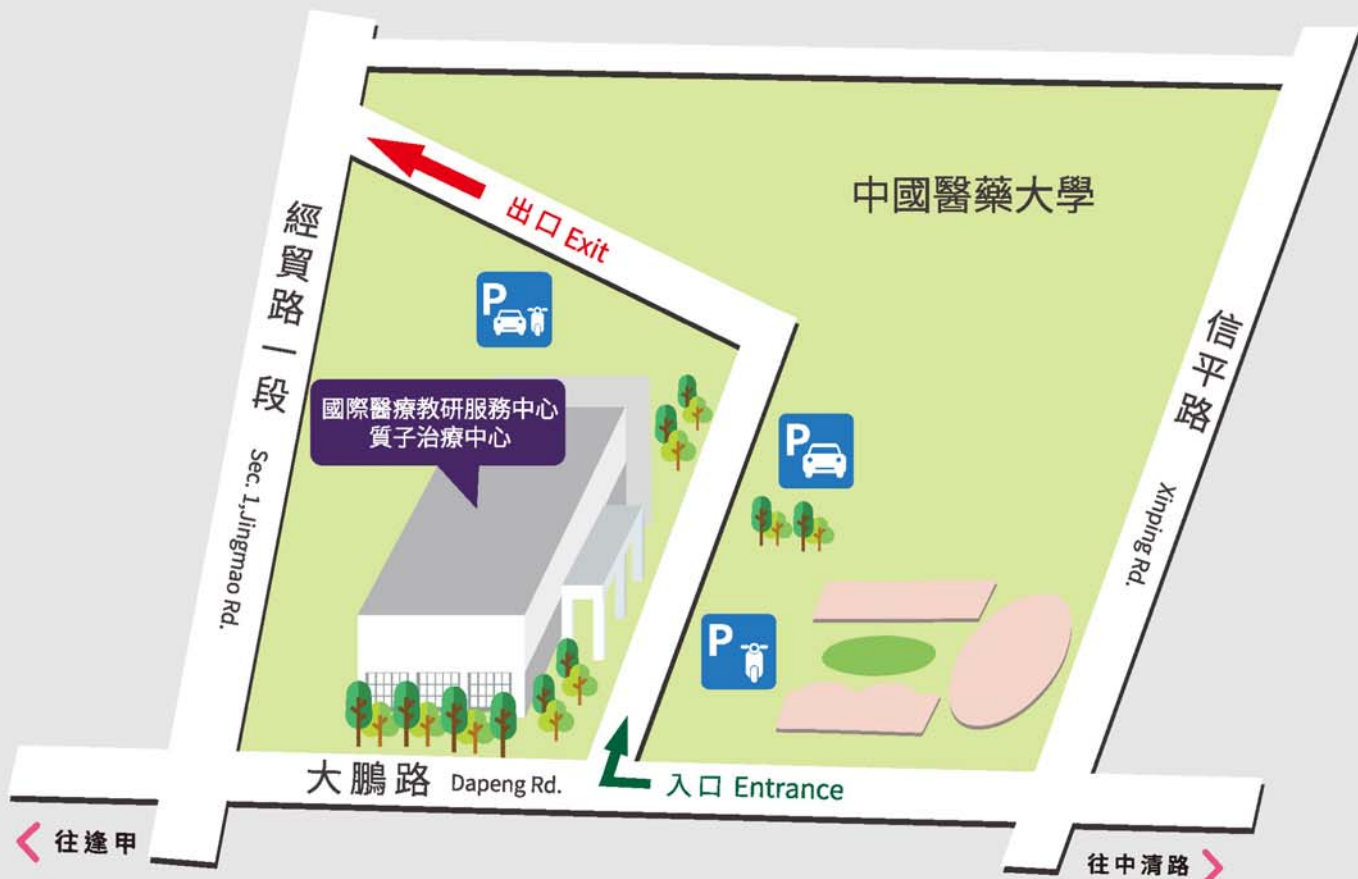 中國醫藥大學
出口 Exit
經貿路一段
Sec. 1,Jingmao Rd.
P
國際醫療教研服務中心
質子治療中心
信平路
Xinping Rd.
P
P
大鵬路 Dapeng Rd.
入口 Entrance
往逢甲
往中清路